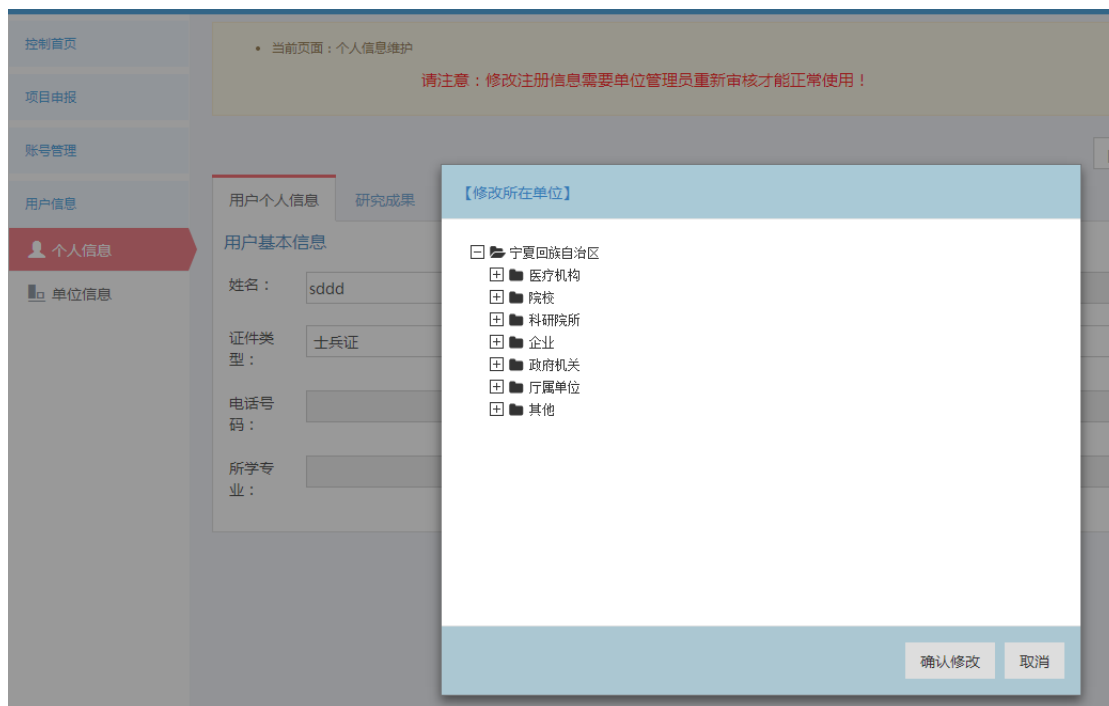 控制首页
项目申报
账号管理
用户信息
个人信息
单位信息
当前页面：个人信息维护
请注意：修改注册信息需要单位管理员重新审核才能正常使用！
用户个人信息
研究成果
用户基本信息
姓名：
sddd
证件类
型：
士兵证
电话号
码：
所学专
业：
【修改所在单位】
宁夏回族自治区
医疗机构
院校
科研院所
企业
政府机关
厅属单位
其他
确认修改
取消